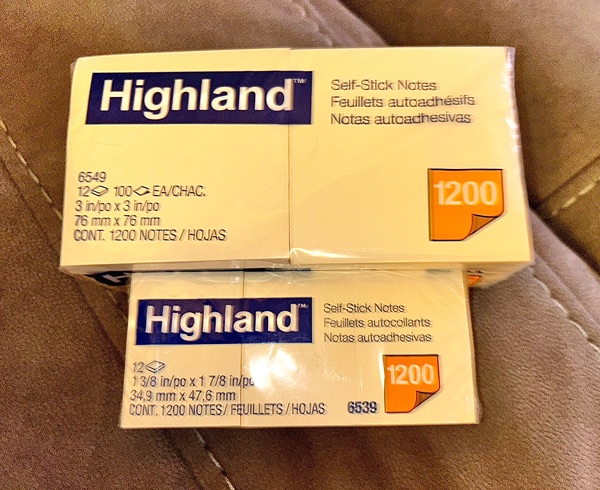 Highland™
Self-Stick Notes
Feuillets autoadhésifs
Notas autoadhesivas
6549
12 100 EA/CHAC.
3 in/po x 3 in/po
76 mm x 76 mm
CONT. 1200 NOTES / HOJAS
1200
Highland™
Self-Stick Notes
Feuillets autocollants
Notas autoadhesivas
12
1 3/8 in/po x 1 7/8 in/po
34,9 mm x 47,6 mm
CONT. 1200 NOTES / FEUILLETS / HOJAS 6539
1200